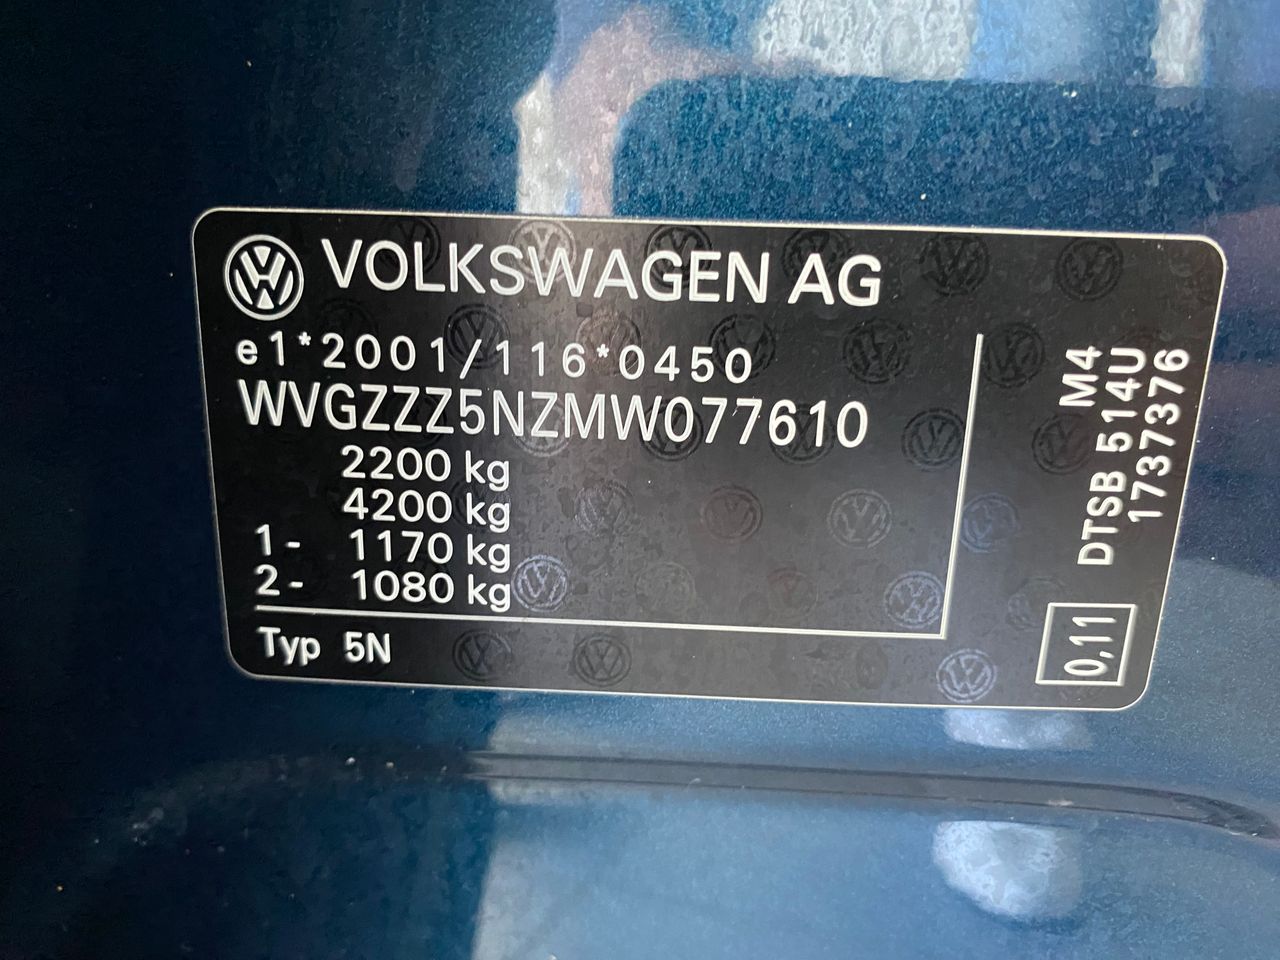 VOLKSWAGEN AG
e1*2001/116*0450
WVGZZZ5NZMW077610
2200 kg
4200 kg
1- 1170 kg
2- 1080 kg
Typ 5N
M4
DTSB 514U
1737376
0,11